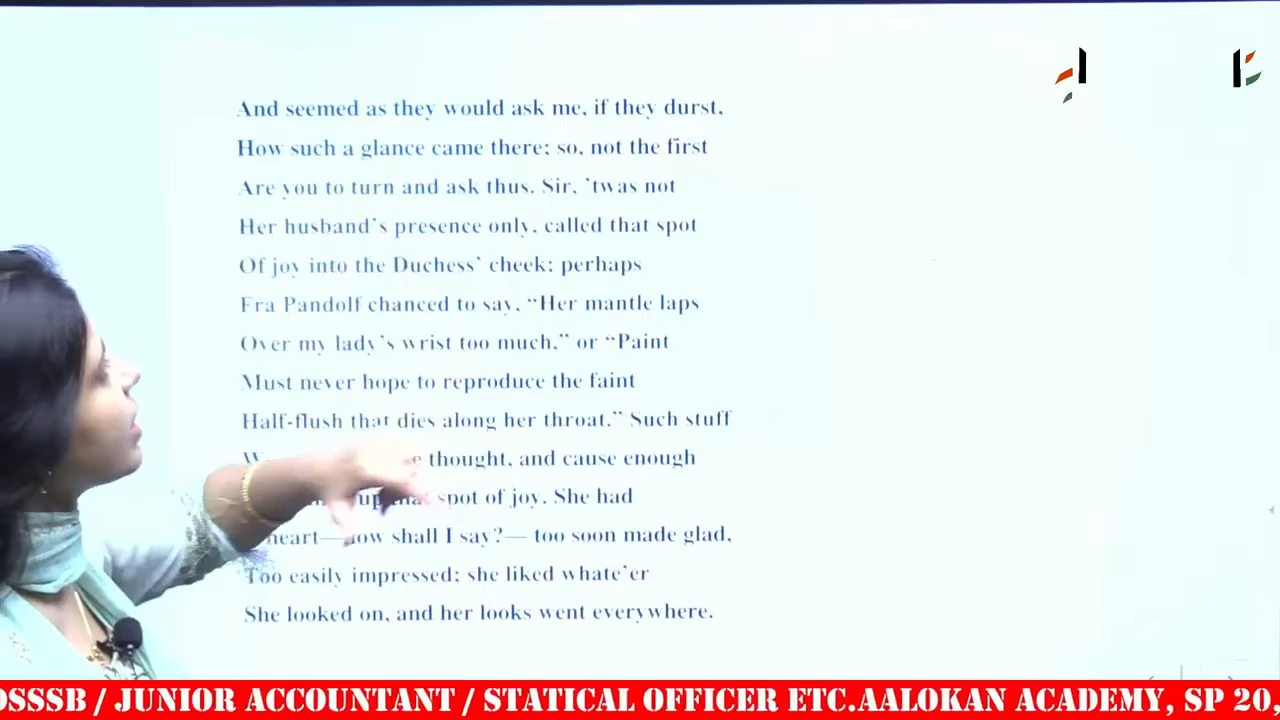 And seemed as they would ask me, if they durst,
How such a glance came there; so, not the first
Are you to turn and ask thus. Sir, 'twas not
Her husband's presence only, called that spot
Of joy into the Duchess' cheek; perhaps
Fra Pandolf chanced to say, “Her mantle laps
Over my lady's wrist too much,” or “Paint
Must never hope to reproduce the faint
Half-flush that dies along her throat.” Such stuff
thought, and cause enough
up that spot of joy. She had
heart—how shall I say?— too soon made glad,
Too easily impressed; she liked whate'er
She looked on, and her looks went everywhere.
DSSSB / JUNIOR ACCOUNTANT / STATICAL OFFICER ETC.AALOKAN ACADEMY, SP 20,